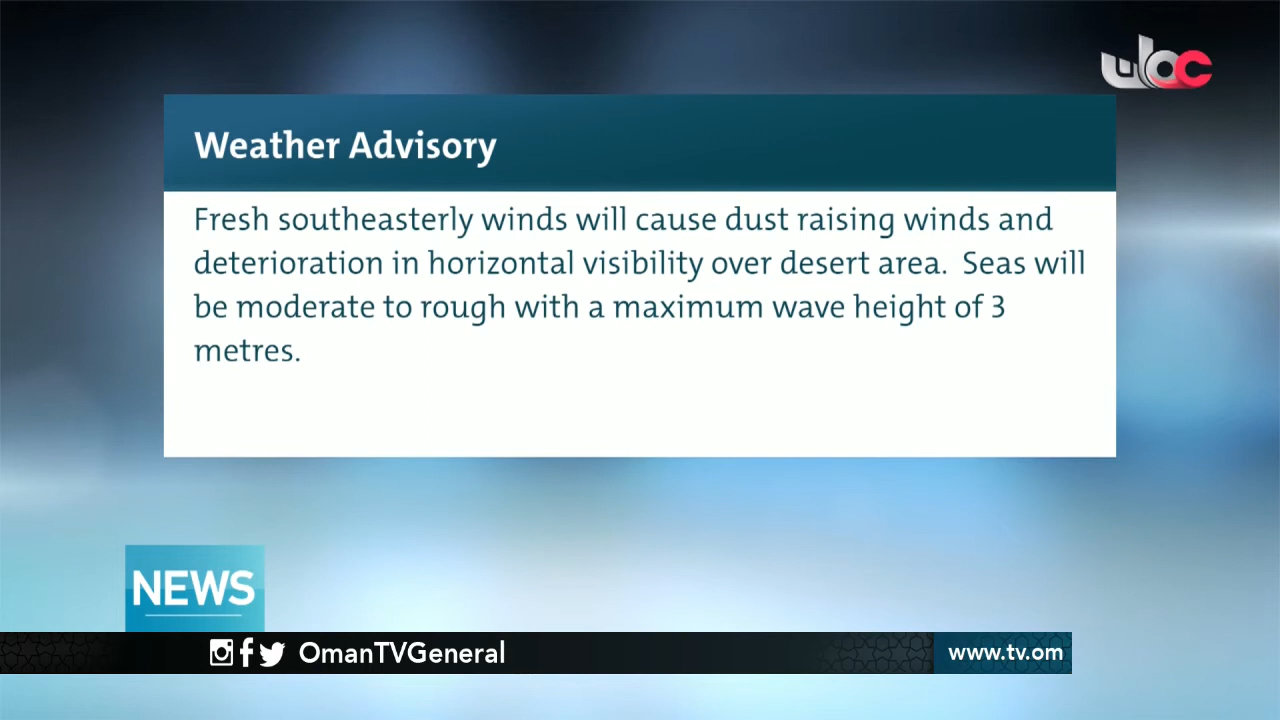 عمان
Weather Advisory
Fresh southeasterly winds will cause dust raising winds and
deterioration in horizontal visibility over desert area.  Seas will
be moderate to rough with a maximum wave height of 3
metres.
NEWS
OmanTVGeneral
www.tv.om